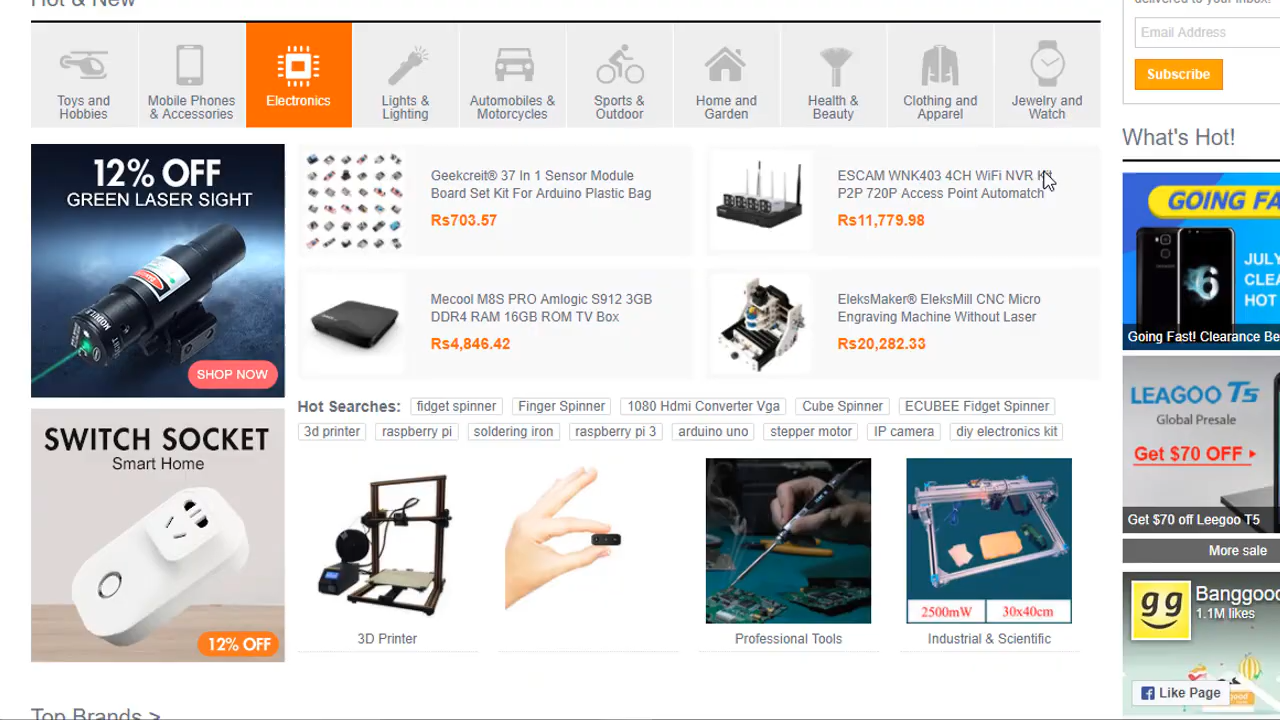 Hot & New
delivered to your inbox!
Email Address
Subscribe
Toys and
Hobbies
Mobile Phones
& Accessories
Electronics
Lights &
Lighting
Automobiles &
Motorcycles
Sports &
Outdoor
Home and
Garden
Health &
Beauty
Clothing and
Apparel
Jewelry and
Watch
12% OFF
GREEN LASER SIGHT
SHOP NOW
Geekcreit® 37 In 1 Sensor Module
Board Set Kit For Arduino Plastic Bag
Rs703.57
ESCAM WNK403 4CH WiFi NVR
P2P 720P Access Point Automatch
Rs11,779.98
Mecool M8S PRO Amlogic S912 3GB
DDR4 RAM 16GB ROM TV Box
Rs4,846.42
EleksMaker® EleksMill CNC Micro
Engraving Machine Without Laser
Rs20,282.33
Hot Searches: fidget spinner Finger Spinner 1080 Hdmi Converter Vga Cube Spinner ECUBEE Fidget Spinner
3d printer raspberry pi soldering iron raspberry pi 3 arduino uno stepper motor IP camera diy electronics kit
SWITCH SOCKET
Smart Home
12% OFF
3D Printer
Professional Tools
2500mW 30x40cm
Industrial & Scientific
Top Brands >
What's Hot!
GOING FA
JULY
CLEA
HOT
6
Going Fast! Clearance Be
LEAGOO T5
Global Presale
Get $70 OFF
Get $70 off Leegoo T5
More sale
gg
Banggood
1.1M likes
Like Page